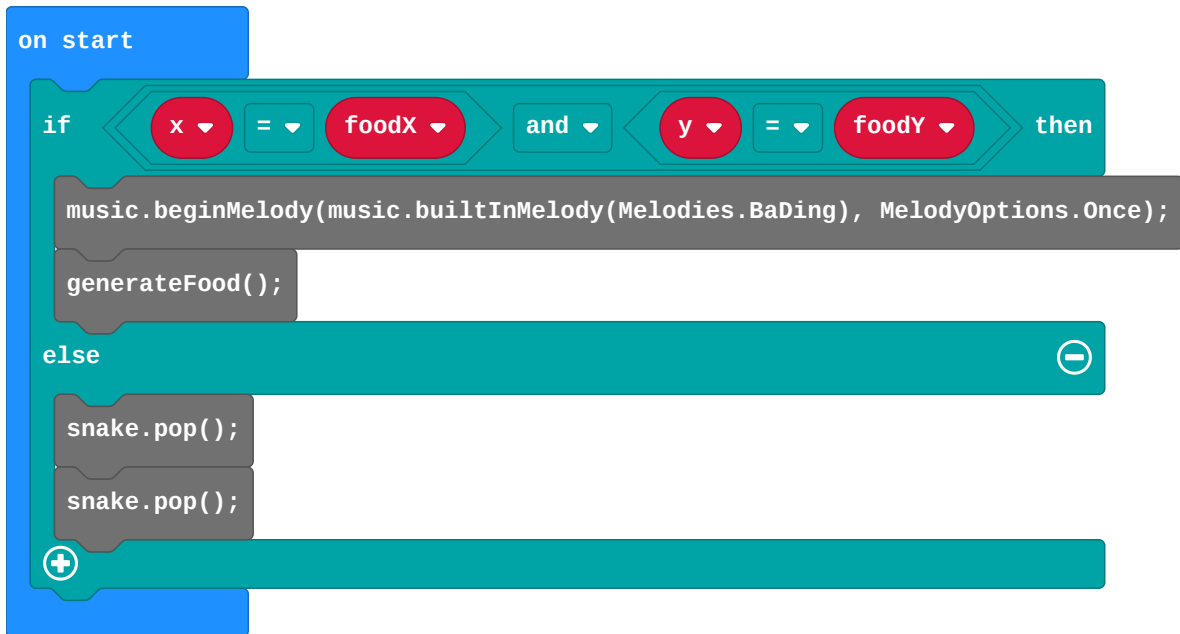 on start
if x = foodX and y = foodY then
music.beginMelody(music.builtInMelody(Melodies.BaDing), MelodyOptions.Once);
generateFood();
else
snake.pop();
snake.pop();